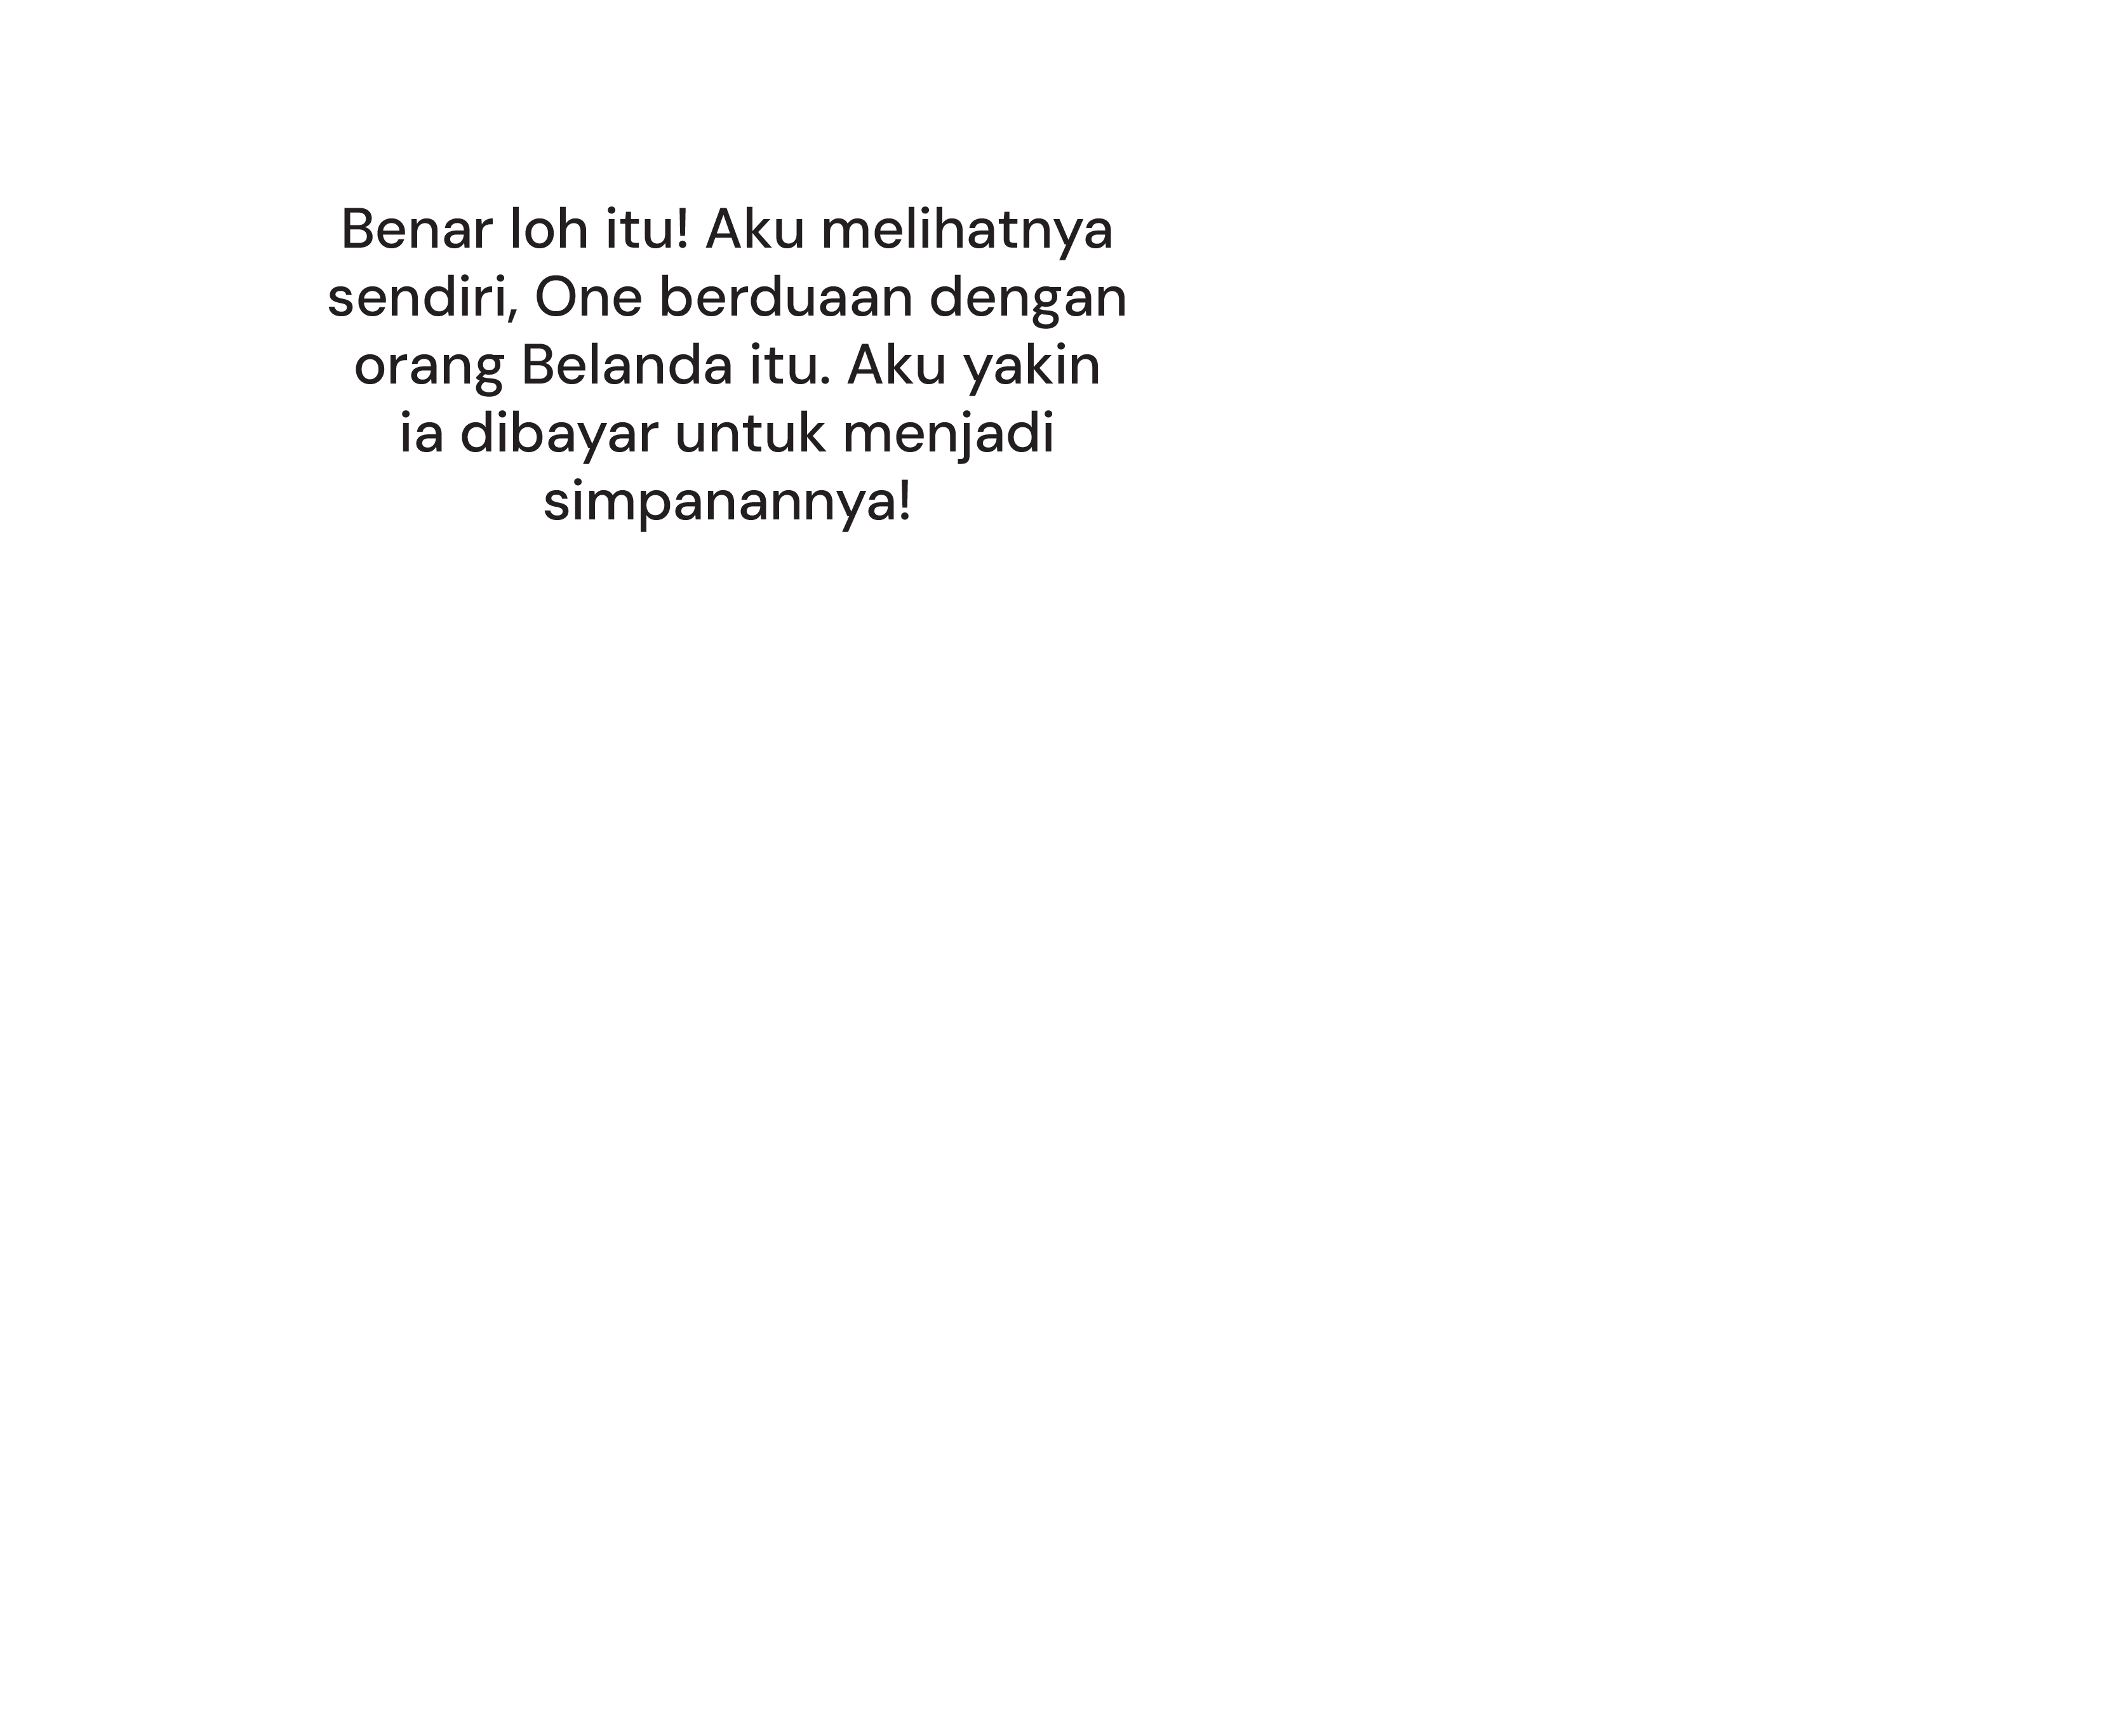 Benar loh itu! Aku melihatnya
sendiri, One berduaan dengan
orang Belanda itu. Aku yakin
ia dibayar untuk menjadi
simpanannya!